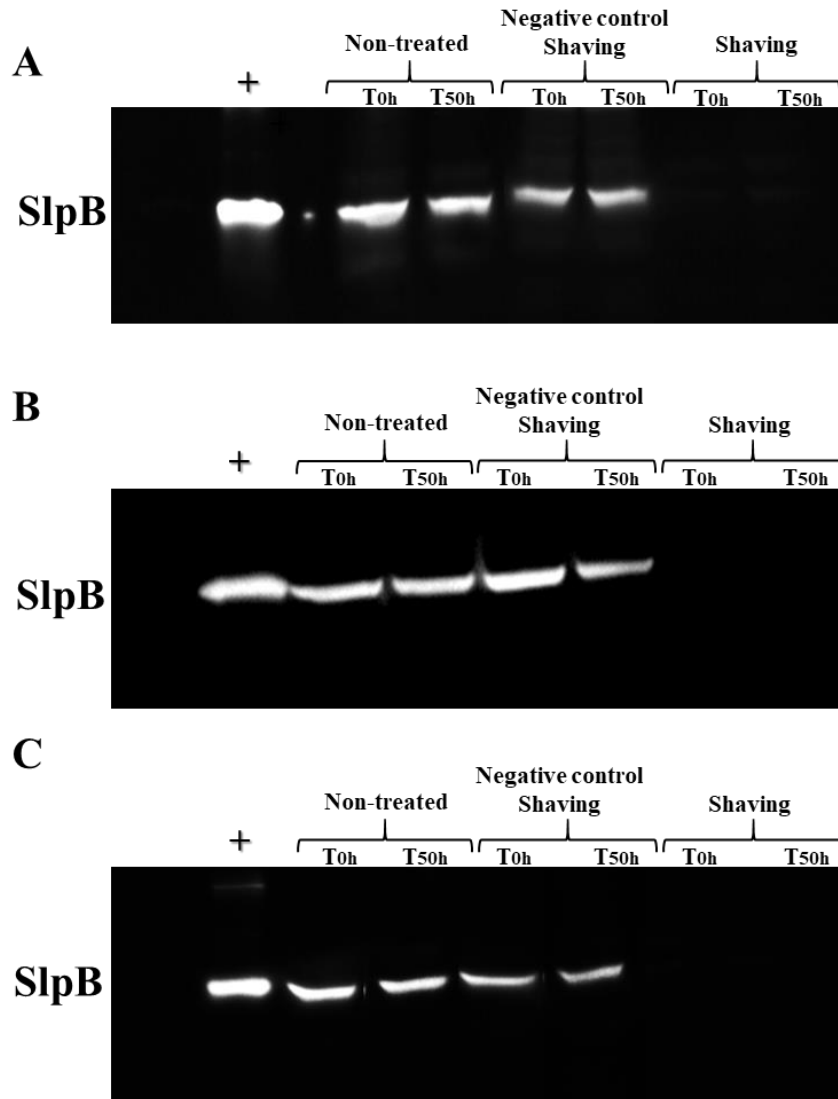 A
Negative control
Non-treated Shaving Shaving
+ T0h T50h T0h T50h T0h T50h
SlpB
B
Negative control
Non-treated Shaving Shaving
+ T0h T50h T0h T50h T0h T50h
SlpB
C
Negative control
Non-treated Shaving Shaving
+ T0h T50h T0h T50h T0h T50h
SlpB